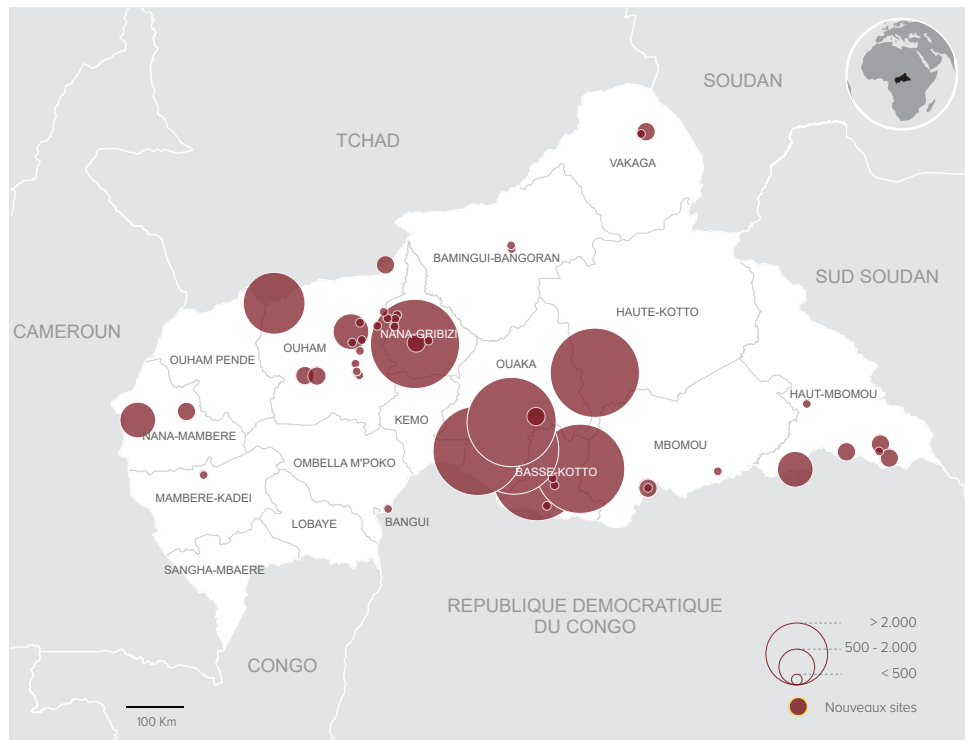 SOUDAN
TCHAD
VAKAGA
BAMINGUI-BANGORAN
SUD SOUDAN
HAUTE-KOTTO
CAMEROUN
NANA-GRIBIZI
OUHAM
OUHAM PENDE
OUAKA
HAUT-MBOMOU
KEMO
NANA-MAMBERE
MBOMOU
OMBELLA M'POKO
BASSE-KOTTO
MAMBERE-KADEI
LOBAYE
BANGUI
SANGHA-MBAERE
REPUBLIQUE DEMOCRATIQUE
DU CONGO
CONGO
> 2.000
500 - 2.000
< 500
Nouveaux sites
100 Km